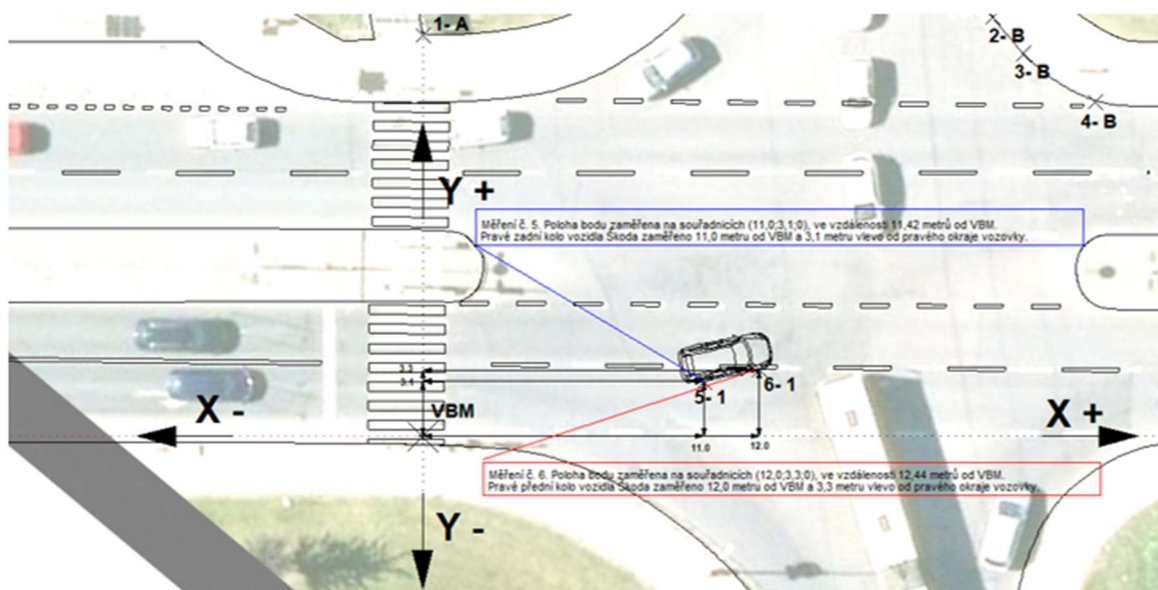 1- A
2- B
3- B
4- B
Y +
Měření č. 5. Poloha bodu zaměřena na souřadnicích (11,0;3,1;0), ve vzdálenosti 11,42 metrů od VBM.
Pravé zadní kolo vozidla Škoda zaměřeno 11,0 metru od VBM a 3,1 metru vlevo od pravého okraje vozovky.
3.3
3.1
5- 1
6- 1
X -
VBM
X +
11.0
12.0
Měření č. 6. Poloha bodu zaměřena na souřadnicích (12,0;3,3;0), ve vzdálenosti 12,44 metrů od VBM.
Pravé přední kolo vozidla Škoda zaměřeno 12,0 metru od VBM a 3,3 metru vlevo od pravého okraje vozovky.
Y -